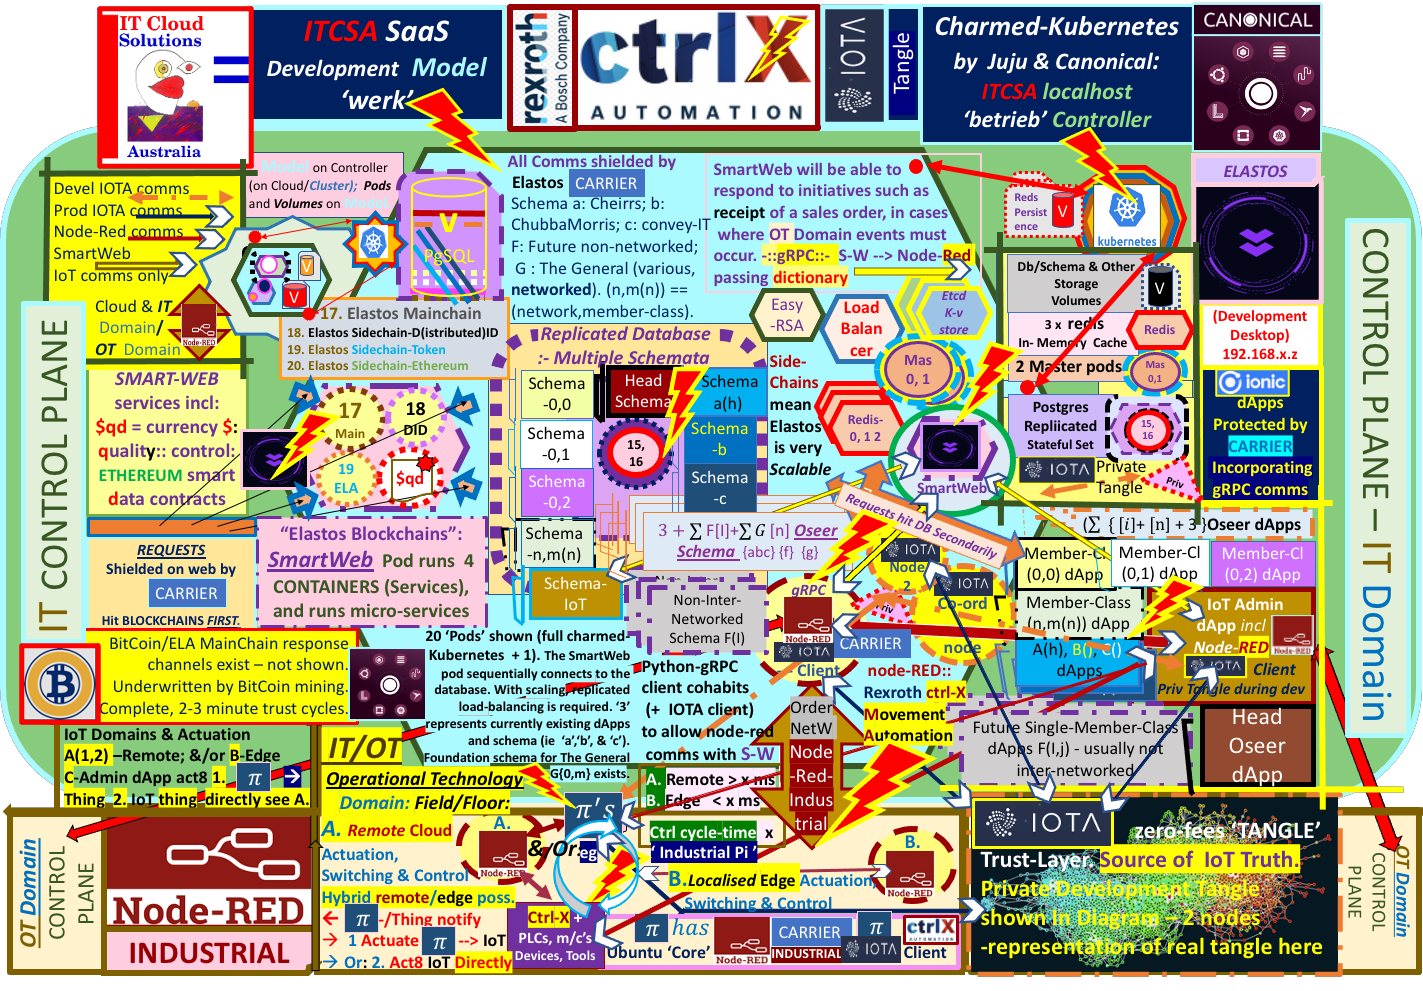 IT Cloud
Solutions
Australia
ITCSA SaaS
Development Model
‘werk’
rexroth
A Bosch Company
ctrlX
AUTOMATION
IOTA
Tangle
Charmed-Kubernetes
by Juju & Canonical:
ITCSA localhost
‘betrieb’ Controller
CANONICAL
IT CONTROL PLANE
Devel IOTA comms
Prod IOTA comms
Node-Red comms
SmartWeb
IoT comms only
Cloud & IT
Domain/
OT Domain
Node-RED
Model on Controller
(on Cloud/Cluster); Pods
and Volumes on Model
V
V
V
PgSQL
17. Elastos Mainchain
18. Elastos Sidechain-D(istributed)ID
19. Elastos Sidechain-Token
20. Elastos Sidechain-Ethereum
All Comms shielded by
Elastos CARRIER
Schema a: Cheirrs; b:
ChubbaMorris; c: convey-IT
F: Future non-networked;
G : The General (various,
networked). (n,m(n)) ==
(network,member-class).
SmartWeb will be able to
respond to initiatives such as
receipt of a sales order, in cases
where OT Domain events must
occur. -::gRPC::- S-W --> Node-Red
passing dictionary
Reds
Persist
ence
V
kubernetes
ELASTOS
Db/Schema & Other
Storage
Volumes
V
3 x redis
In- Memory Cache
Redis
2 Master pods
Mas
0,1
Postgres
Repliicated
Stateful Set
15,
16
IOTA Private
Tangle
Priv
(Development
Desktop)
192.168.x.z
ionic
dApps
Protected by
CARRIER
Incorporating
gRPC comms
CONTROL PLANE – IT Domain
SMART-WEB
services incl:
$qd = currency $:
quality:: control:
ETHEREUM smart
data contracts
17
Main
18
DID
19
ELA
$qd
REQUESTS
Shielded on web by
CARRIER
Hit BLOCKCHAINS FIRST.
“Elastos Blockchains”:
SmartWeb Pod runs 4
CONTAINERS (Services),
and runs micro-services
Replicated Database
:- Multiple Schemata
Schema
-0,0
Head
Schema
Schema
a(h)
Schema
-0,1
15,
16
Schema
-b
Schema
-0,2
Schema
-c
Schema
-n,m(n)
Schema-
IoT
3 + ∑ F[I]+∑ G [n] Oseer
Schema {abc} {f} {g}
Non-Inter-
Networked
Schema F(I)
Easy
-RSA
Load
Balan
cer
Etcd
K-v
store
Mas
0, 1
Side-
Chains
mean
Elastos
is very
Scalable
Redis-
0, 1 2
SmartWeb
Requests hit DB Secondarily
IOTA
Node
2
IOTA
Co-ord
node
gRPC
Node-RED
IOTA
Client
Priv
CARRIER
(∑ { [i]+ [n] + 3 }Oseer dApps
Member-Cl
(0,0) dApp
Member-Cl
(0,1) dApp
Member-Cl
(0,2) dApp
Member-Class
(n,m(n)) dApp
A(h), B(), C()
dApps
IoT Admin
dApp incl
Node-RED
IOTA Client
Priv Tangle during dev
Future Single-Member-Class
dApps F(I,j) - usually not
inter-networked
Head
Oseer
dApp
BitCoin/ELA MainChain response
channels exist – not shown.
Underwritten by BitCoin mining.
Complete, 2-3 minute trust cycles.
20 ‘Pods’ shown (full charmed-
Kubernetes + 1). The SmartWeb
pod sequentially connects to the
database. With scaling, replicated
load-balancing is required. ‘3’
represents currently existing dApps
and schema (ie ‘a’,’b’, & ‘c’).
Foundation schema for The General
G{0,m} exists.
Python-gRPC
client cohabits
(+ IOTA client)
to allow node-red
comms with S-W
node-RED::
Rexroth ctrl-X
Movement
Automation
Order
NetW
Node
-Red-
Indus
trial
IoT Domains & Actuation
A(1,2) –Remote; &/or B-Edge
C-Admin dApp act8 1. π →
Thing 2. IoT thing directly see A.
IT/OT
Operational Technology
Domain: Field/Floor:
A. Remote Cloud
Actuation,
Switching & Control
Hybrid remote/edge poss.
← π -/Thing notify
→ 1 Actuate π --> IoT
→ Or: 2. Act8 IoT Directly
A. Remote > x ms
B. Edge < x ms
Ctrl cycle-time x
‘ Industrial Pi ’
π's
A.
Node-RED
& Or.
eg
B.
Node-RED
B.Localised Edge Actuation,
Switching & Control
Ctrl-X +
PLCs, m/c’s
Devices, Tools
π has
Ubuntu ‘Core’
Node-RED
CARRIER
INDUSTRIAL
π
IOTA
ctrlX
AUTOMATION
Client
OT Domain
CONTROL
PLANE
Node-RED
INDUSTRIAL
IOTA
zero-fees ‘TANGLE’
Trust-Layer. Source of IoT Truth.
Private Development Tangle
shown in Diagram – 2 nodes
-representation of real tangle here
OT Domain
CONTROL
PLANE